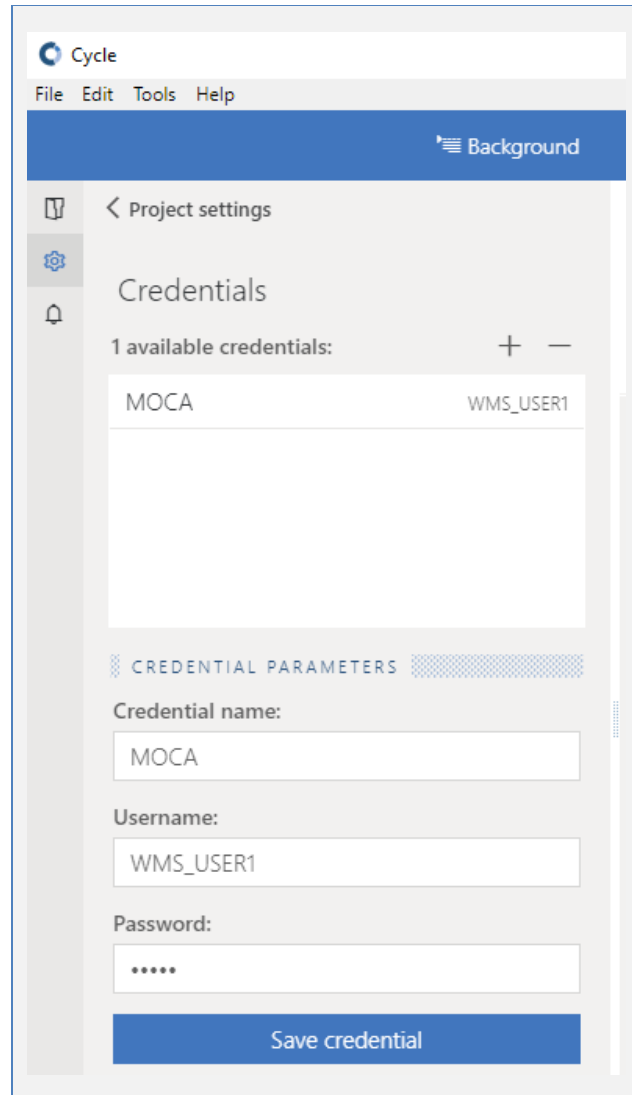 Cycle
File Edit Tools Help
Background
Project settings
Credentials
1 available credentials:
MOCA WMS_USER1
CREDENTIAL PARAMETERS
Credential name:
MOCA
Username:
WMS_USER1
Password:
•••••
Save credential